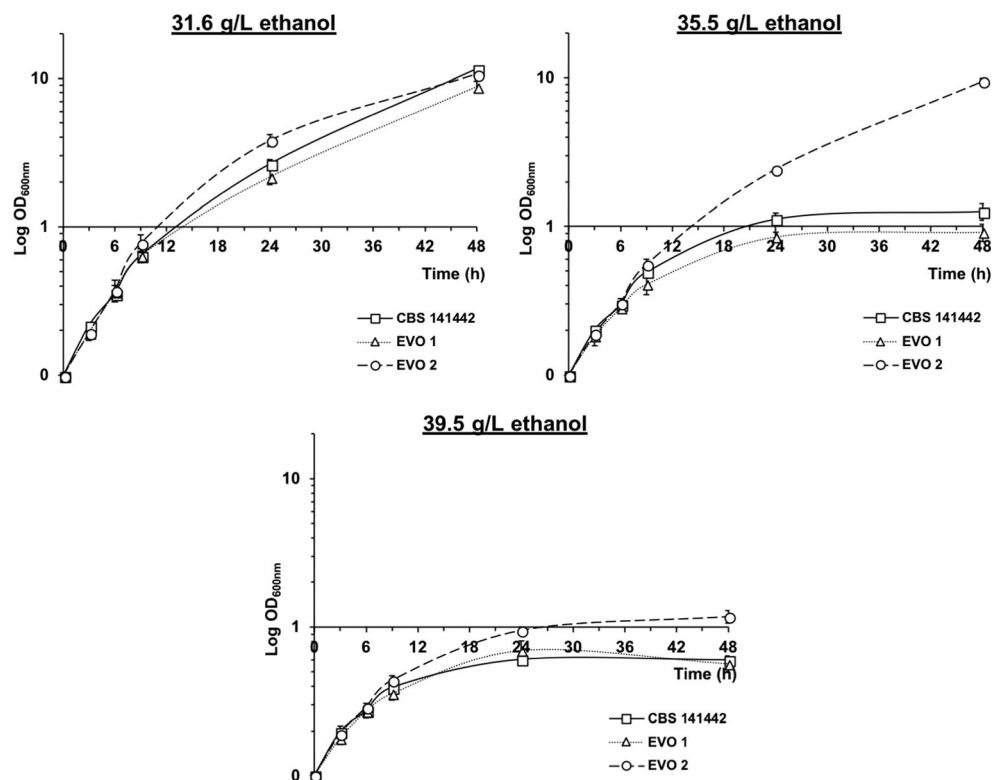 31.6 g/L ethanol
10
1
0
Log OD600nm
0 6 12 18 24 30 36 42 48
Time (h)
CBS 141442
EVO 1
EVO 2
35.5 g/L ethanol
10
1
0
Log OD600nm
0 6 12 18 24 30 36 42 48
Time (h)
CBS 141442
EVO 1
EVO 2
39.5 g/L ethanol
10
1
0
Log OD600nm
0 6 12 18 24 30 36 42 48
Time (h)
CBS 141442
EVO 1
EVO 2